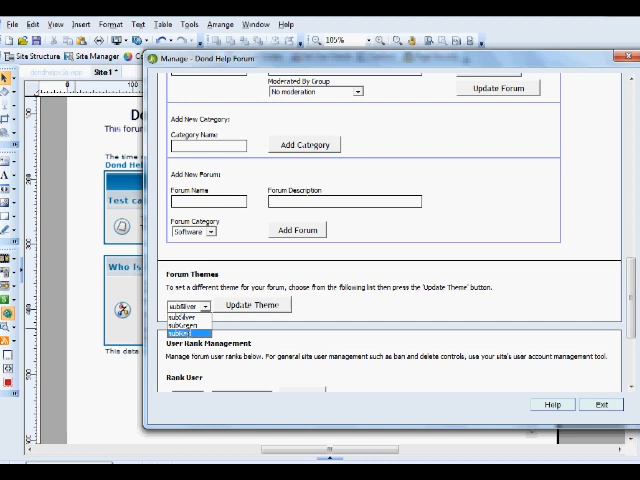 File Edit View Insert Format Text Tools Table Arrange Window Help
105%
Site Structure Site Manager
Site1 *
Manage - Dond Help Forum
0 100
Moderated By Group
No moderation
Update Forum
Add New Category:
Category Name
Add Category
Add New Forum:
Forum Name Forum Description
Forum Category
Software
Add Forum
Forum Themes
To set a different theme for your forum, choose from the following list then press the 'Update Theme' button.
subSilver Update Theme
subSilver
subGreen
User Rank Management
Manage forum user ranks below. For general site user management such as ban and delete controls, use your site's user account management tool.
Rank User
Help Exit
This forum
The time
Dond Help
Test ca
Who Is
This data